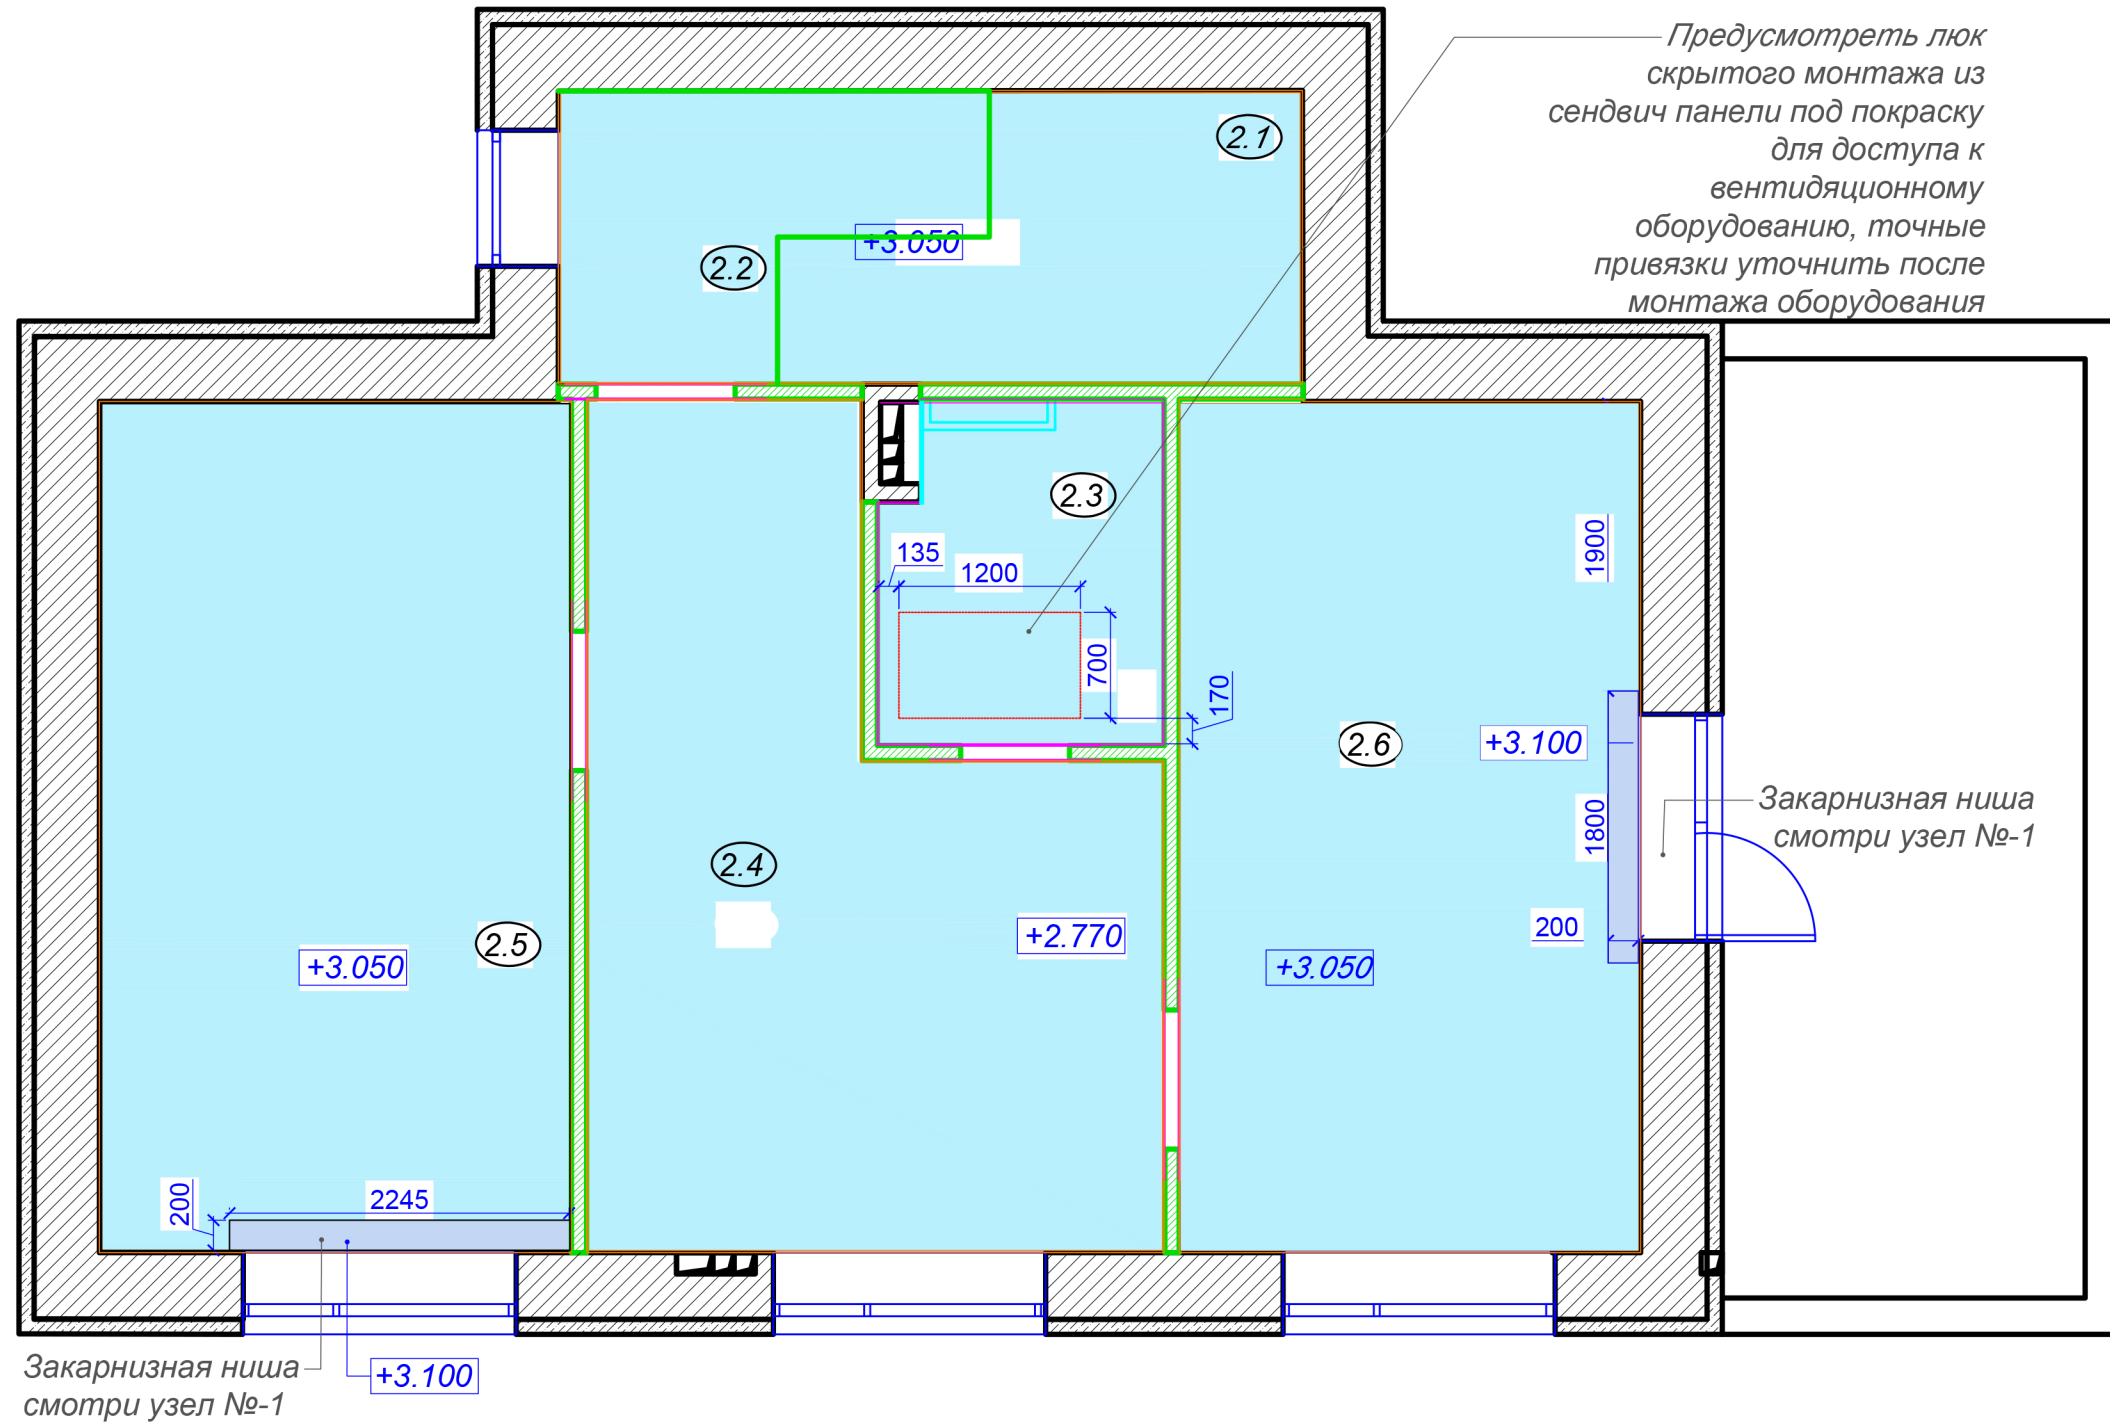 Предусмотреть люк
скрытого монтажа из
сендвич панели под покраску
для доступа к
вентидяционному
оборудованию, точные
привязки уточнить после
монтажа оборудования
2.1
+3.050
2.2
2.3
135
1200
1900
700
170
2.6
+3.100
Закарнизная ниша
смотри узел №-1
1800
2.4
200
+2.770
2.5
+3.050
+3.050
200
2245
Закарнизная ниша
смотри узел №-1
+3.100